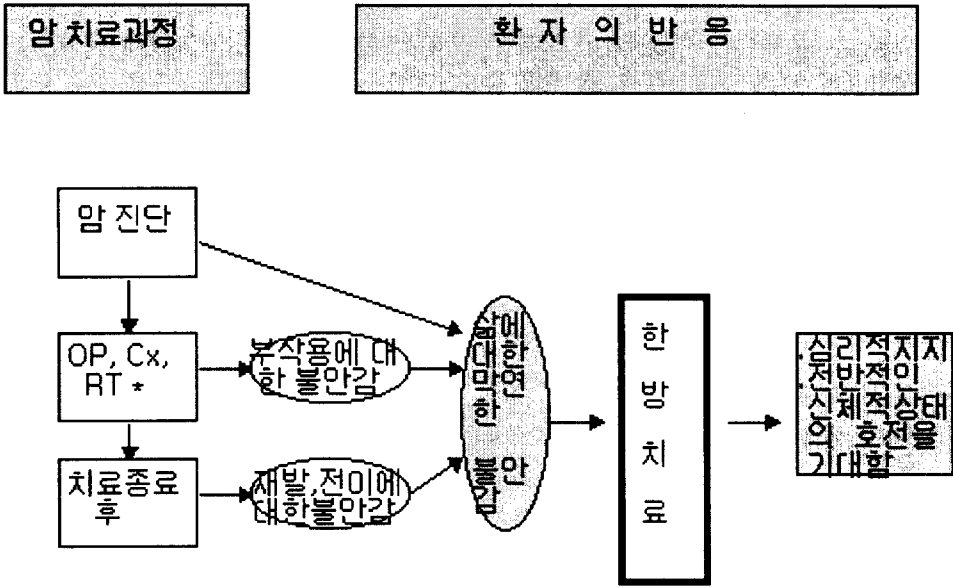 암 치료과정
환 자 의 반 응
암 진단
OP, Cx,
RT *
부작용에 대
한 불안감
치료종료
후
재발,전이에
대한불안감
삶에
대한
막연
한
불안
감
한
방
치
료
.심리적지지
.전반적인
신체적상태
의 호전을
기대함